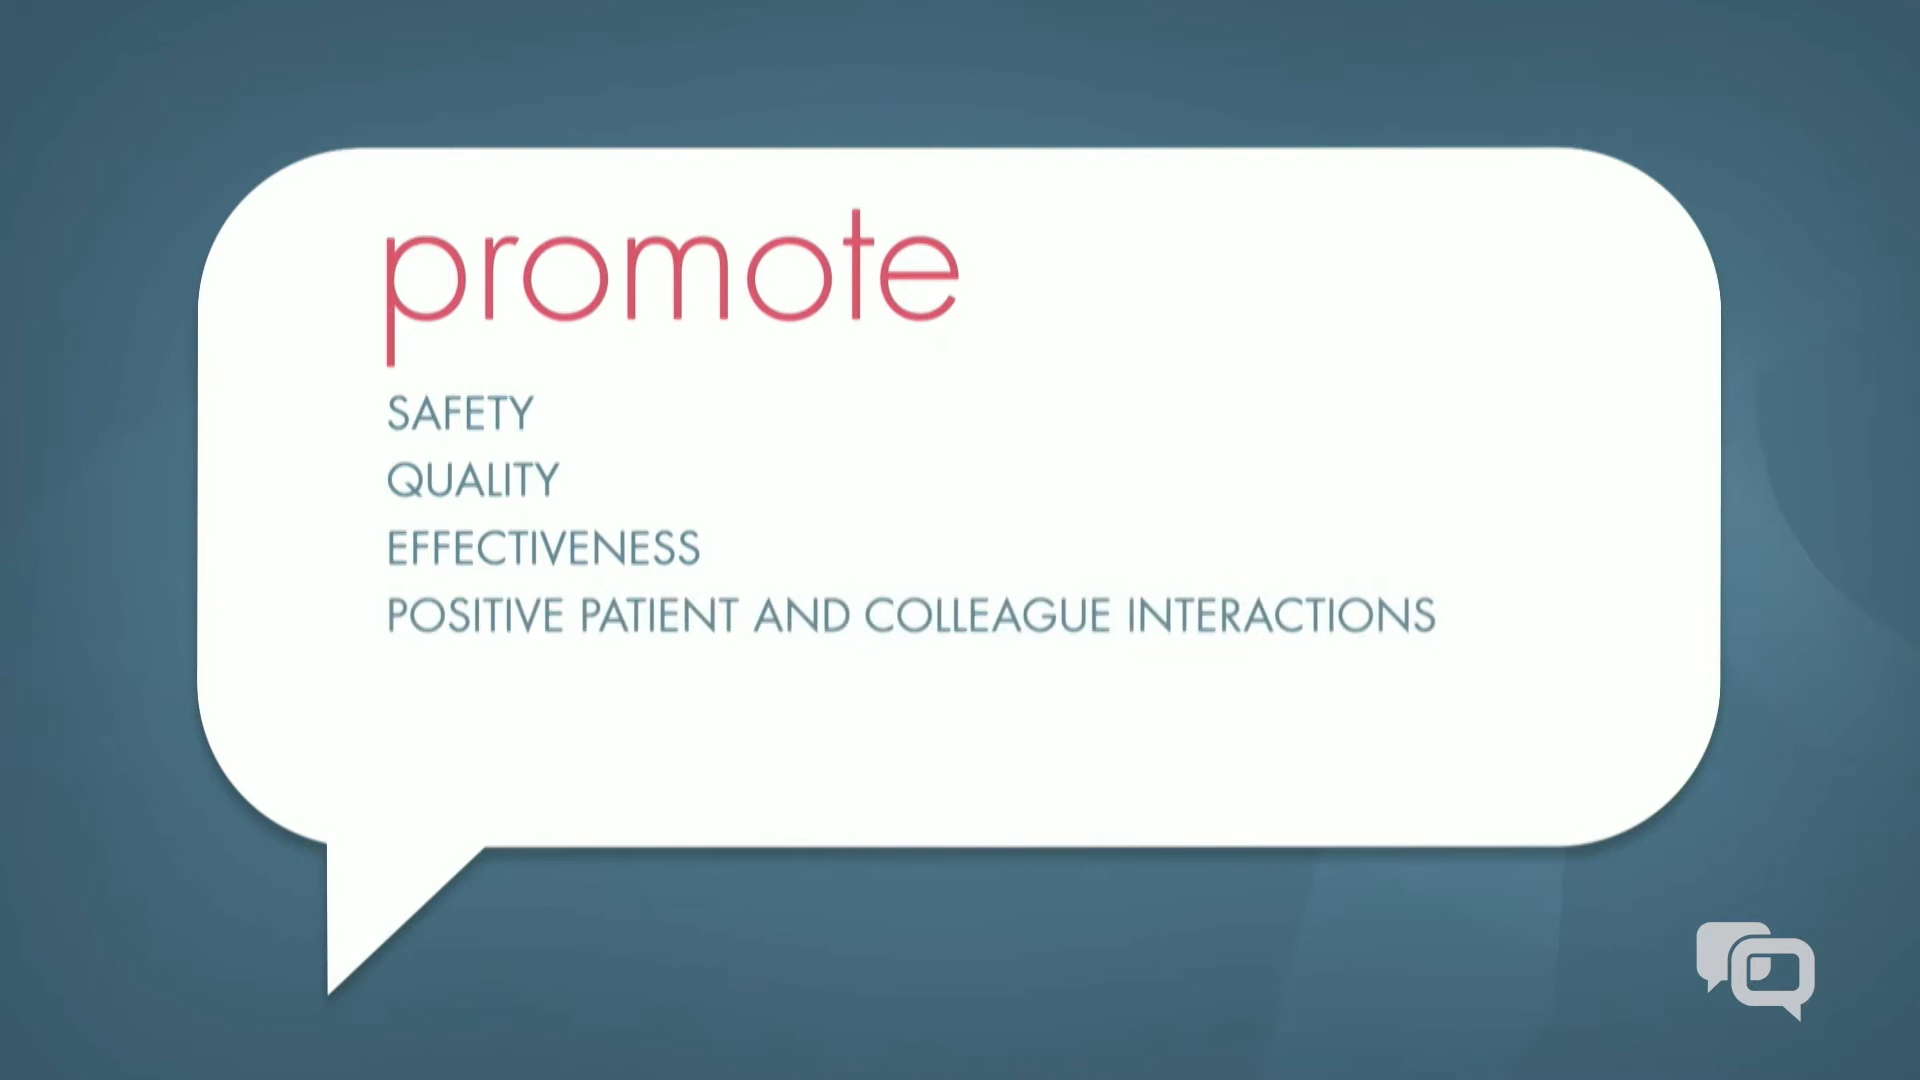 promote
SAFETY
QUALITY
EFFECTIVENESS
POSITIVE PATIENT AND COLLEAGUE INTERACTIONS